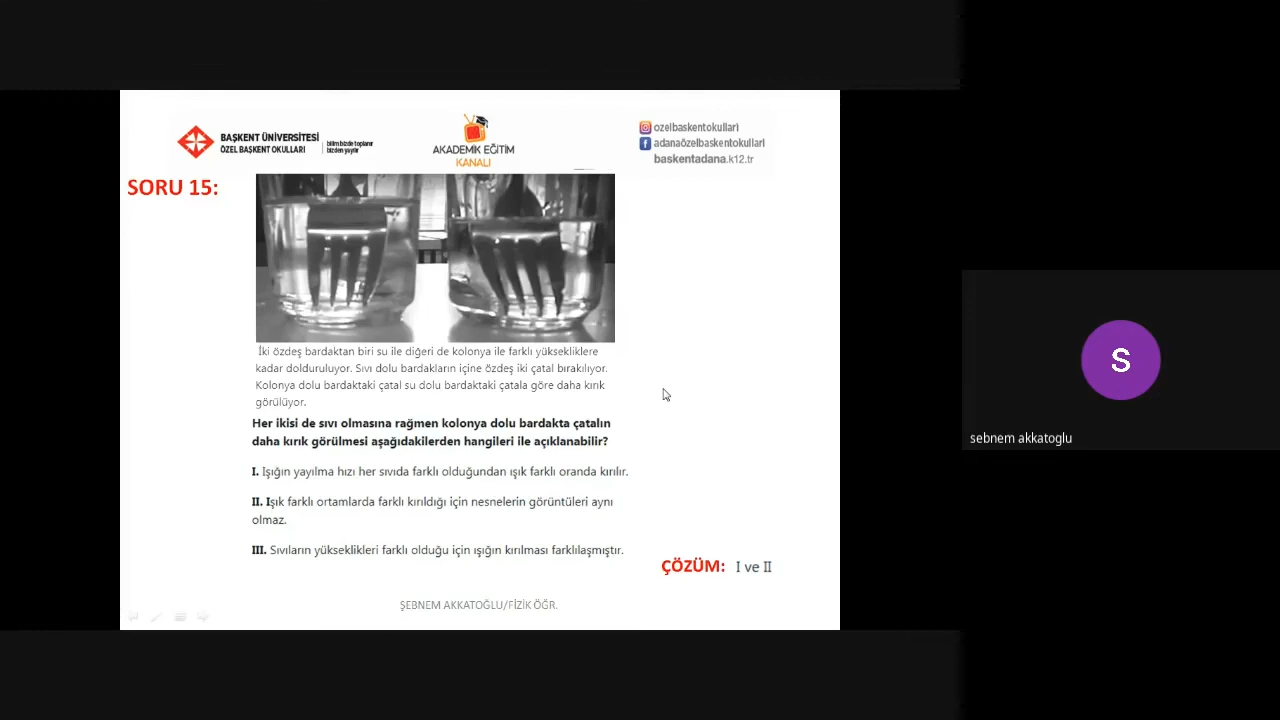 BAŞKENT ÜNİVERSİTESİ
ÖZEL BAŞKENT OKULLARI
bilim bizde toplanır
bizden yayılır
AKADEMİK EĞİTİM
KANALI
ozelbaskentokullari
adanaözelbaskentokullari
baskentadana.k12.tr
SORU 15:
İki özdeş bardaktan biri su ile diğeri de kolonya ile farklı yüksekliklere
kadar dolduruluyor. Sıvı dolu bardakların içine özdeş iki çatal bırakılıyor.
Kolonya dolu bardaktaki çatal su dolu bardaktaki çatala göre daha kırık
görülüyor.
Her ikisi de sıvı olmasına rağmen kolonya dolu bardakta çatalın
daha kırık görülmesi aşağıdakilerden hangileri ile açıklanabilir?
I. Işığın yayılma hızı her sıvıda farklı olduğundan ışık farklı oranda kırılır.
II. Işık farklı ortamlarda farklı kırıldığı için nesnelerin görüntüleri aynı
olmaz.
III. Sıvıların yükseklikleri farklı olduğu için ışığın kırılması farklılaşmıştır.
ÇÖZÜM: I ve II
ŞEBNEM AKKATOĞLU/FİZİK ÖĞR.
S
sebnem akkatoglu